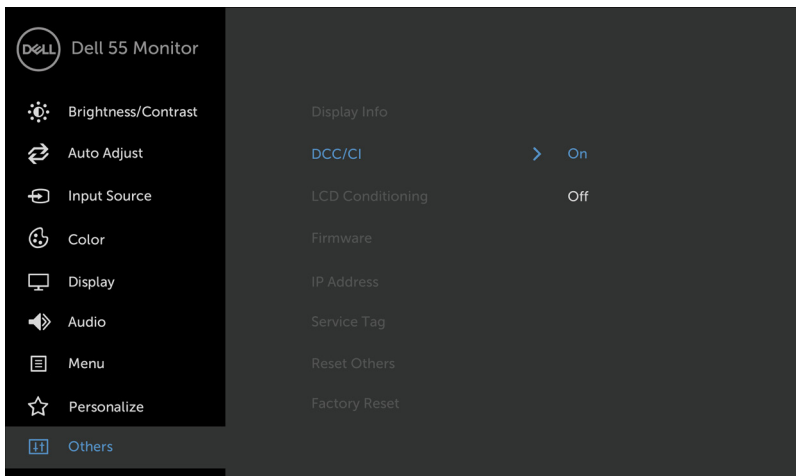 DELL
Dell 55 Monitor
Brightness/Contrast
Auto Adjust
Input Source
Color
Display
Audio
Menu
Personalize
Others
Display Info
DCC/CI
On
LCD Conditioning
Off
Firmware
IP Address
Service Tag
Reset Others
Factory Reset